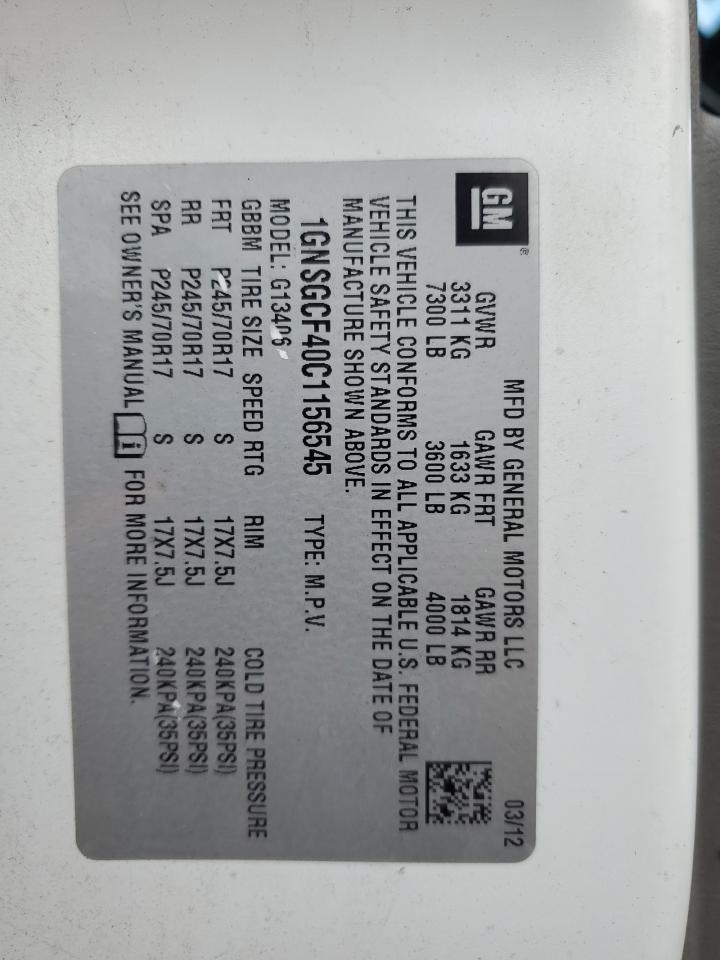 GM ®
MFD BY GENERAL MOTORS LLC 03/12
GVWR GAWR FRT GAWR RR
3311 KG 1633 KG 1814 KG
7300 LB 3600 LB 4000 LB
THIS VEHICLE CONFORMS TO ALL APPLICABLE U.S. FEDERAL MOTOR
VEHICLE SAFETY STANDARDS IN EFFECT ON THE DATE OF
MANUFACTURE SHOWN ABOVE.
1GNSGCF40C1156545 TYPE: M.P.V.
MODEL: G13406
GBBM TIRE SIZE SPEED RTG RIM COLD TIRE PRESSURE
FRT P245/70R17 S 17X7.5J 240KPA(35PSI)
RR P245/70R17 S 17X7.5J 240KPA(35PSI)
SPA P245/70R17 S 17X7.5J 240KPA(35PSI)
SEE OWNER'S MANUAL i FOR MORE INFORMATION.